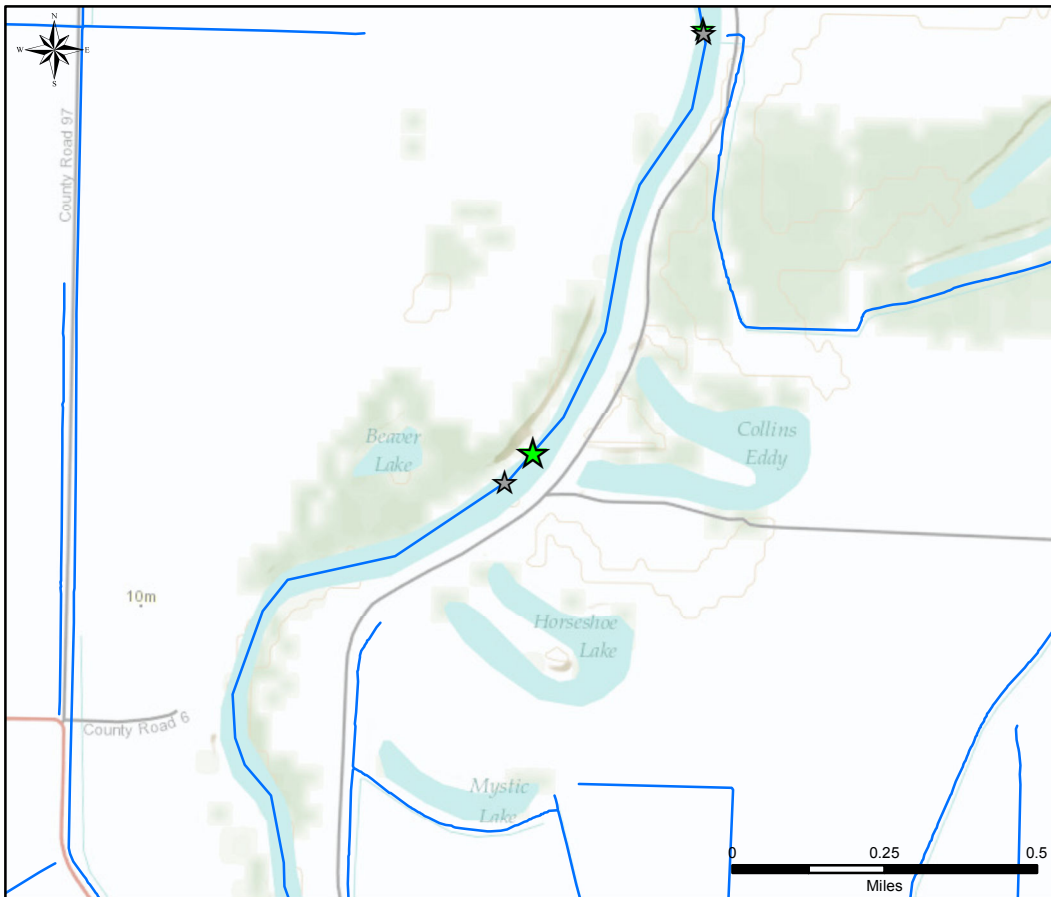 N
W E
S
County Road 97
Beaver
Lake
Collins
Eddy
10m
Horseshoe
Lake
County Road 6
Mystic
Lake
0 0.25 0.5
Miles